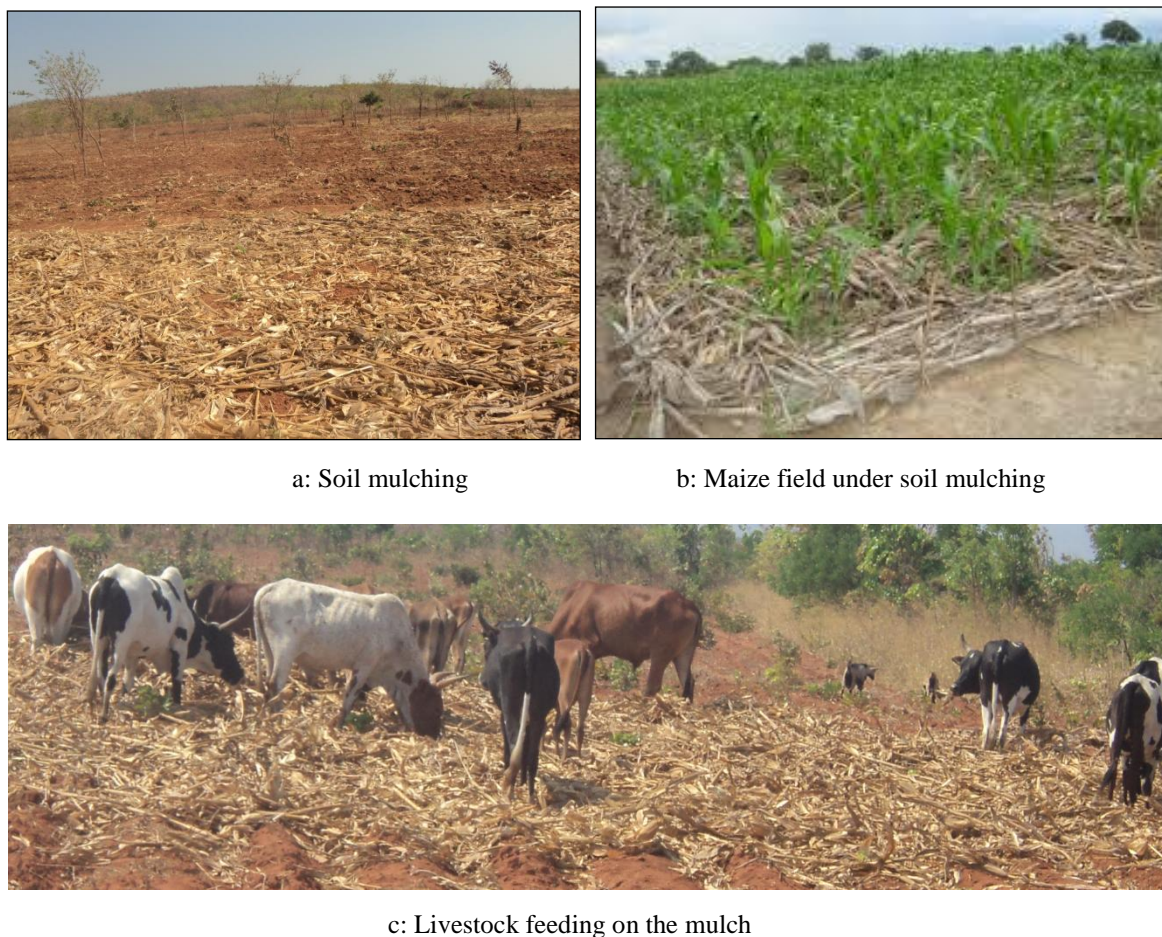 a: Soil mulching
b: Maize field under soil mulching
c: Livestock feeding on the mulch